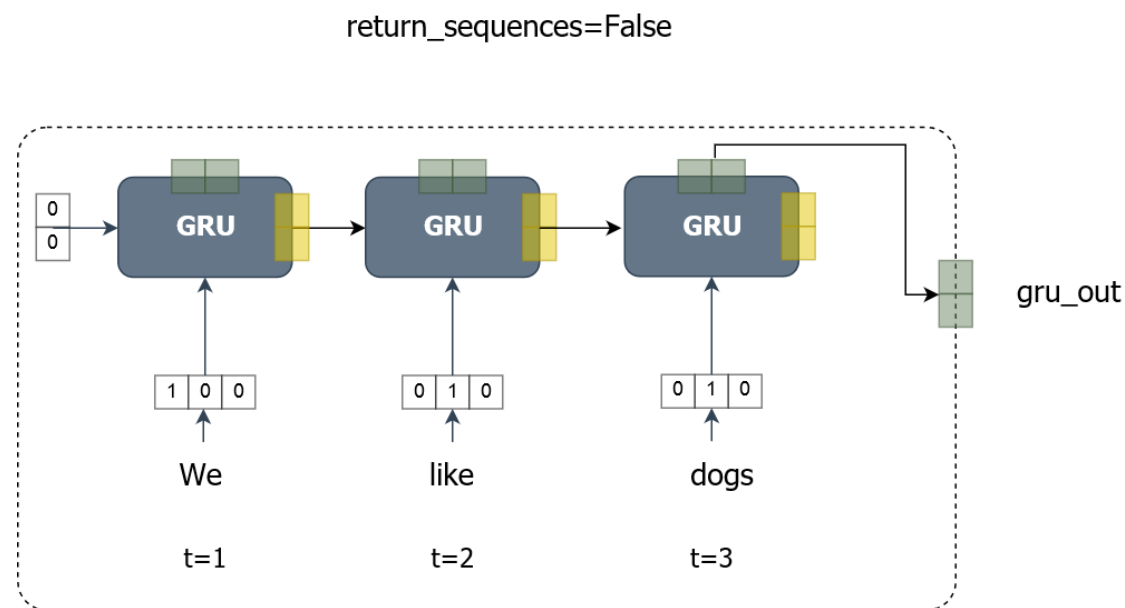 return_sequences=False
0
0
GRU
GRU
GRU
gru_out
1 0 0
0 1 0
0 1 0
We
like
dogs
t=1
t=2
t=3